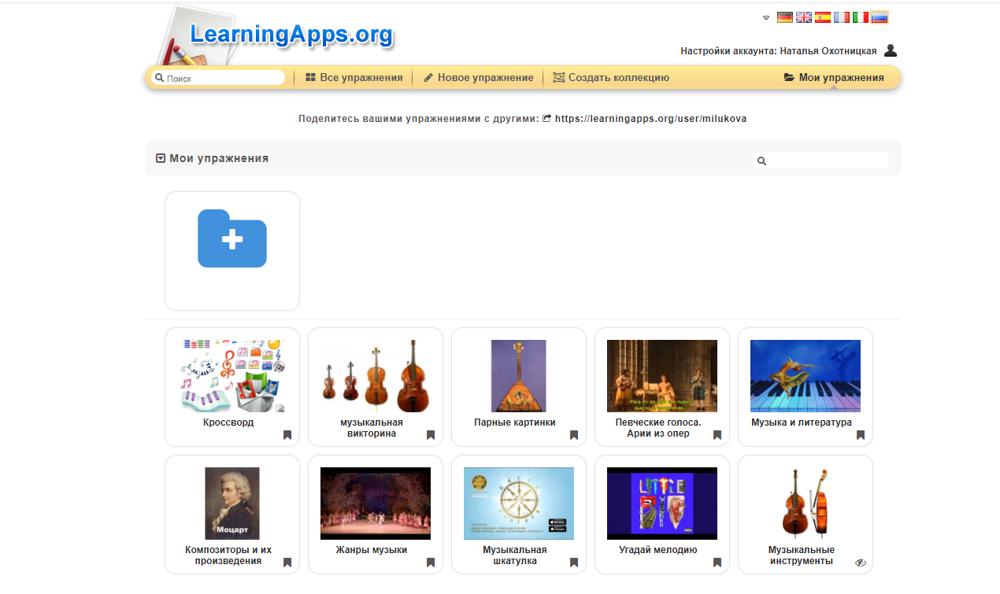 LearningApps.org
Настройки аккаунта: Наталья Охотницкая
Поиск
Все упражнения
Новое упражнение
Создать коллекцию
Мои упражнения
Поделитесь вашими упражнениями с другими: https://learningapps.org/user/milukova
Мои упражнения
Кроссворд
музыкальная
викторина
Парные картинки
Певческие голоса.
Арии из опер
Музыка и литература
Моцарт
Композиторы и их
произведения
Жанры музыки
Музыкальная
шкатулка
LITTLE
BIG
Угадай мелодию
Музыкальные
инструменты